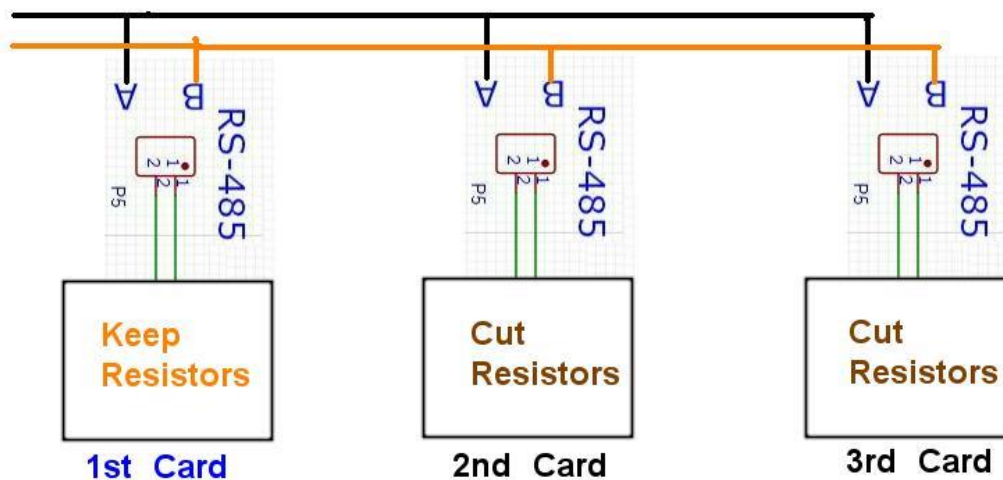 A B RS-485
2 1
2 1
P5
A B RS-485
2 1
2 1
P5
A B RS-485
2 1
2 1
P5
Keep
Resistors
Cut
Resistors
Cut
Resistors
1st Card
2nd Card
3rd Card